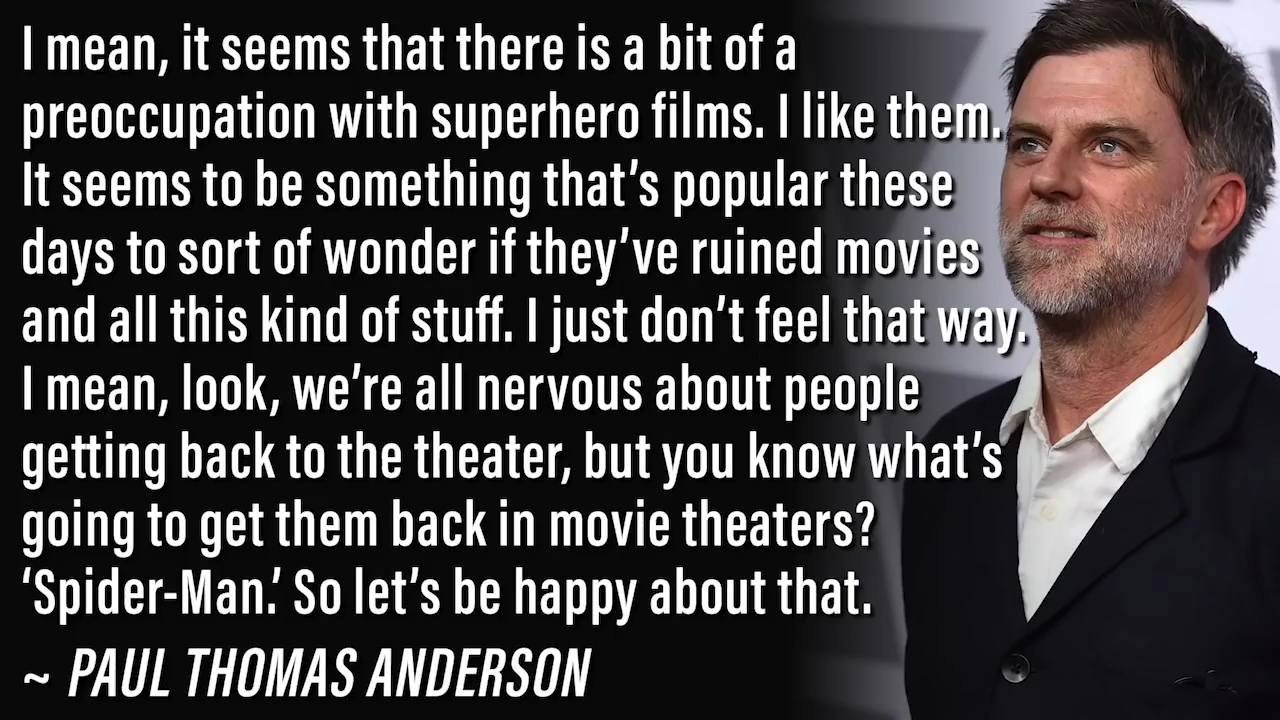 I mean, it seems that there is a bit of a
preoccupation with superhero films. I like them.
It seems to be something that's popular these
days to sort of wonder if they've ruined movies
and all this kind of stuff. I just don't feel that way.
I mean, look, we're all nervous about people
getting back to the theater, but you know what's
going to get them back in movie theaters?
‘Spider-Man.’ So let's be happy about that.
~ PAUL THOMAS ANDERSON